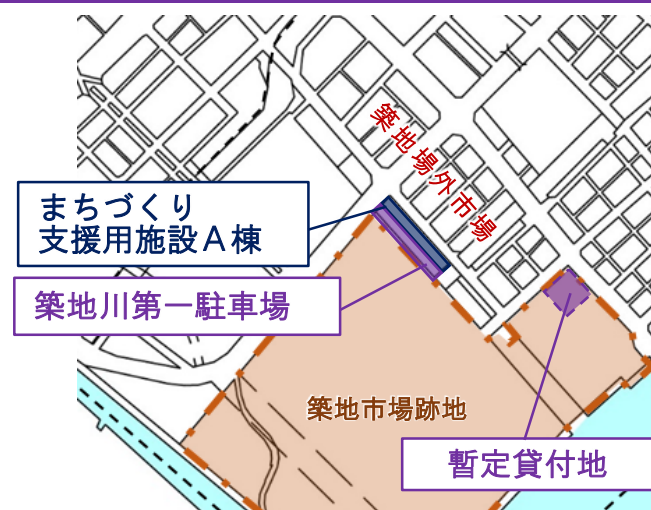 築地場外市場
まちづくり
支援用施設A棟
築地川第一駐車場
築地市場跡地
暫定貸付地